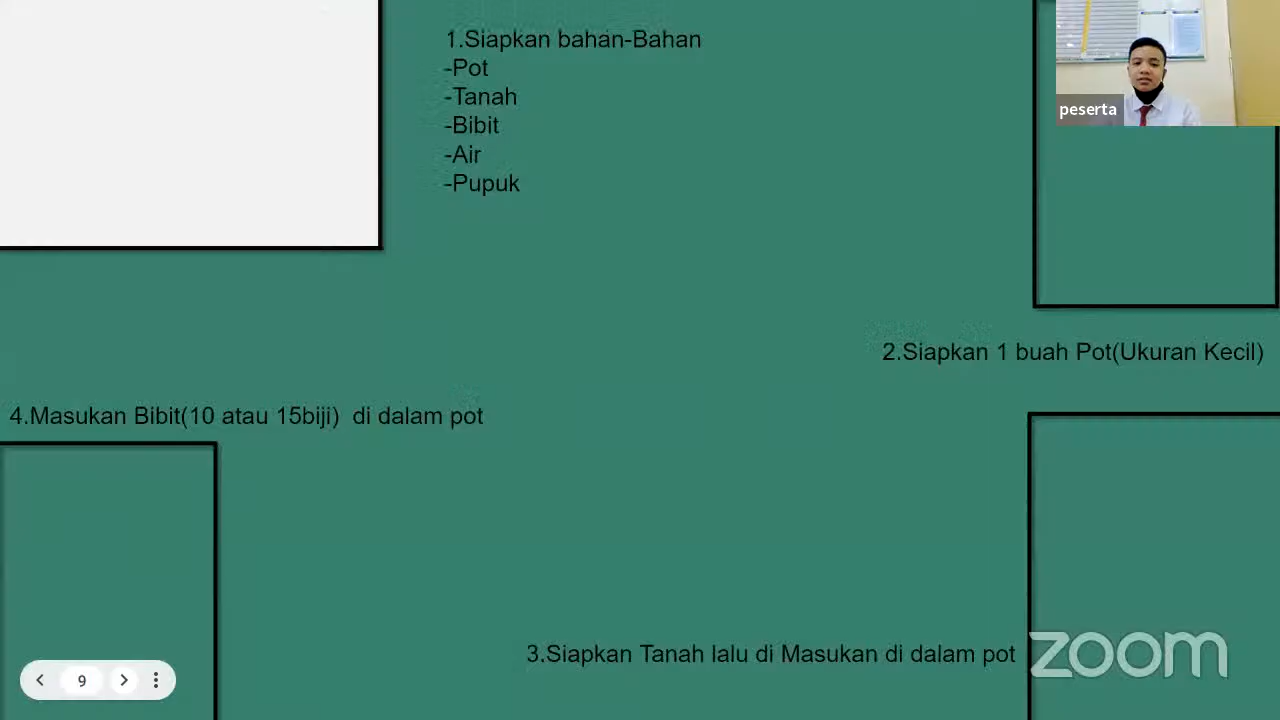 1.Siapkan bahan-Bahan
-Pot
-Tanah
-Bibit
-Air
-Pupuk
peserta
2.Siapkan 1 buah Pot(Ukuran Kecil)
4.Masukan Bibit(10 atau 15biji)  di dalam pot
3.Siapkan Tanah lalu di Masukan di dalam pot
zoom
9